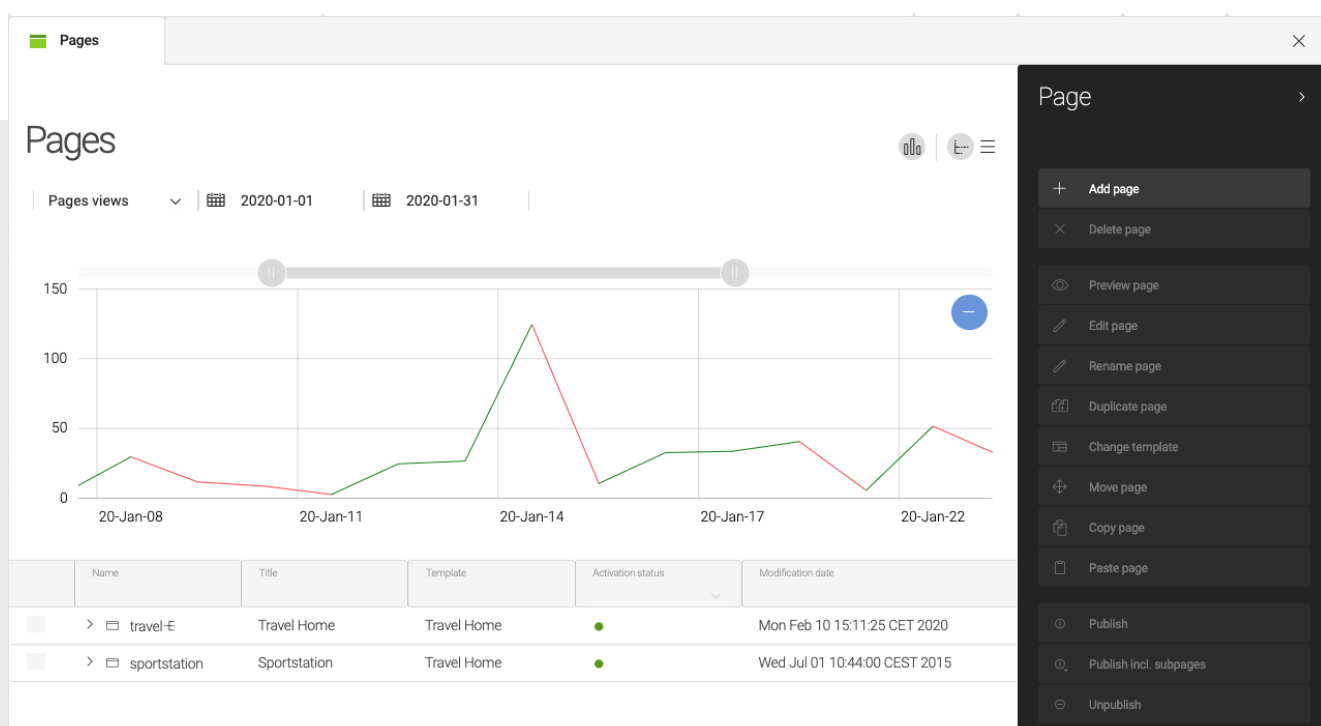 Pages
Page
Pages
Pages views 2020-01-01 2020-01-31
Add page
Delete page
Preview page
Edit page
Rename page
Duplicate page
Change template
Move page
Copy page
Paste page
Publish
Publish incl. subpages
Unpublish
150
100
50
0
20-Jan-08 20-Jan-11 20-Jan-14 20-Jan-17 20-Jan-22
Name Title Template Activation status Modification date
travel Travel Home Travel Home Mon Feb 10 15:11:25 CET 2020
sportstation Sportstation Travel Home Wed Jul 01 10:44:00 CEST 2015